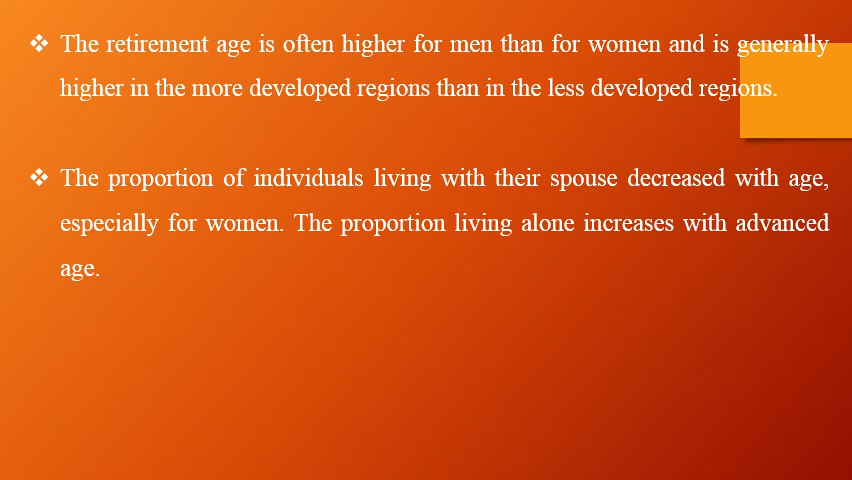 ❖ The retirement age is often higher for men than for women and is generally
higher in the more developed regions than in the less developed regions.
❖ The proportion of individuals living with their spouse decreased with age,
especially for women. The proportion living alone increases with advanced
age.